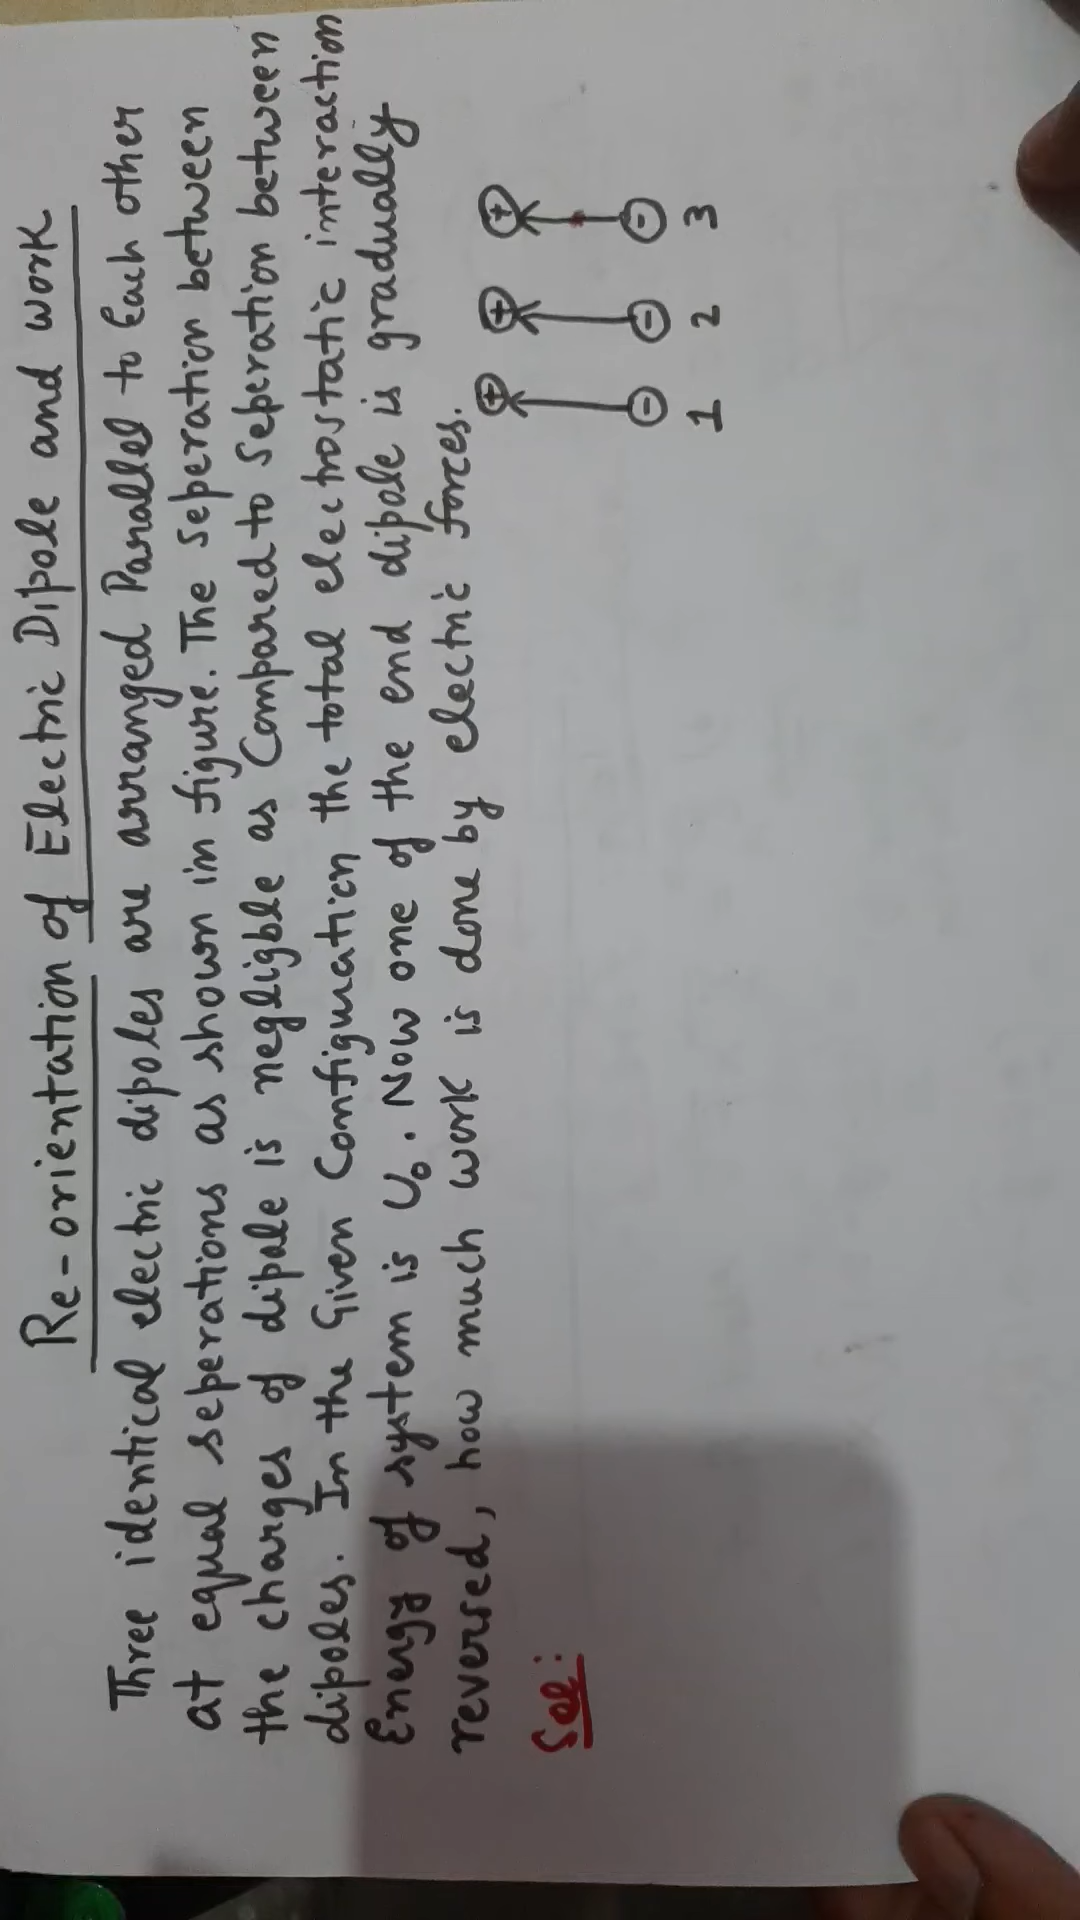 Re-orientation of Electric Dipole and work
Three identical electric dipoles are arranged Parallel to Each other
at equal seperations as shown in figure. The seperation between
the charges of dipole is negligble as Compared to seperation between
dipoles. In the Given Configuration the total electrostatic interaction
Energy of system is U₀. Now one of the end dipole is gradually
reversed, how much work is done by electric forces.
+ + +
- - -
1 2 3
Sol: